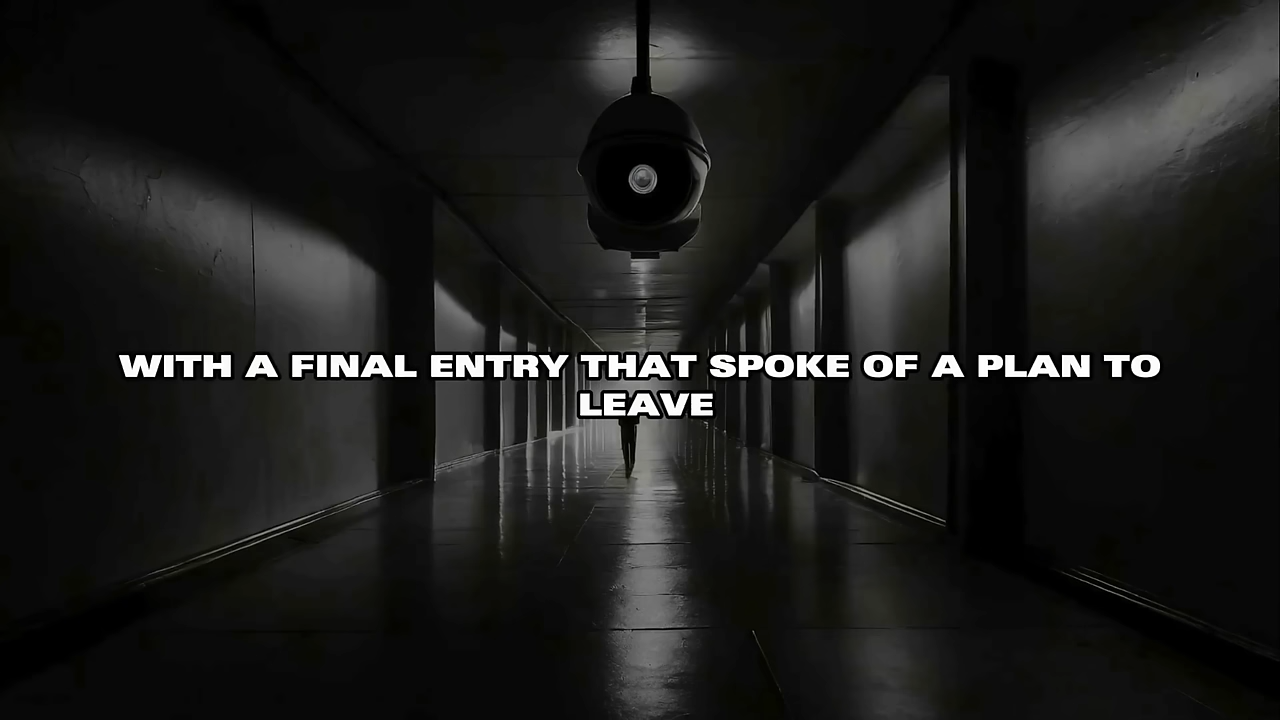 WITH A FINAL ENTRY THAT SPOKE OF A PLAN TO
LEAVE